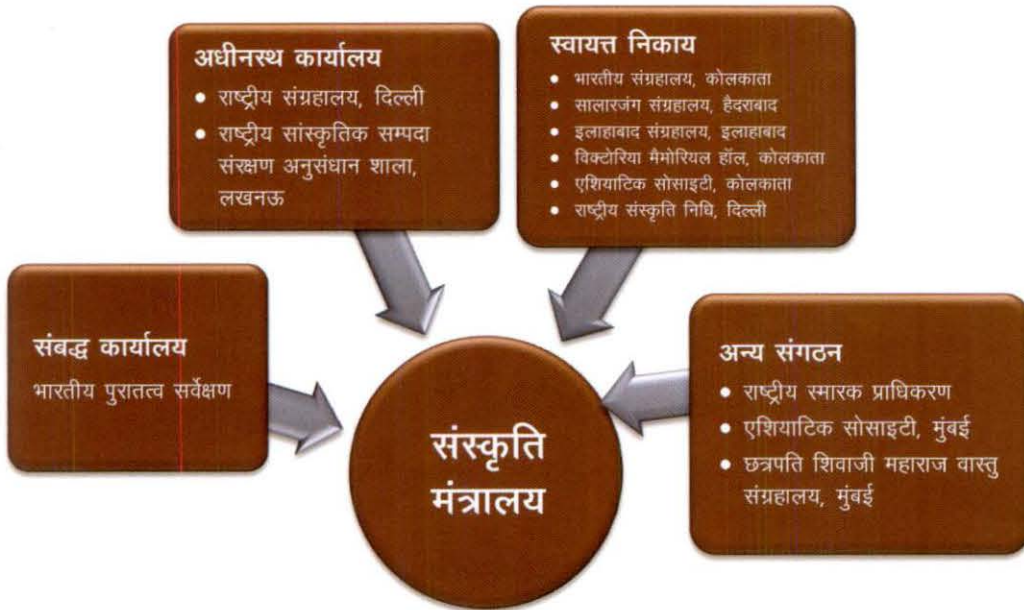 अधीनस्थ कार्यालय
• राष्ट्रीय संग्रहालय, दिल्ली
• राष्ट्रीय सांस्कृतिक सम्पदा
संरक्षण अनुसंधान शाला,
लखनऊ
स्वायत्त निकाय
• भारतीय संग्रहालय, कोलकाता
• सालारजंग संग्रहालय, हैदराबाद
• इलाहाबाद संग्रहालय, इलाहाबाद
• विक्टोरिया मैमोरियल हॉल, कोलकाता
• एशियाटिक सोसाइटी, कोलकाता
• राष्ट्रीय संस्कृति निधि, दिल्ली
संबद्ध कार्यालय
भारतीय पुरातत्व सर्वेक्षण
संस्कृति
मंत्रालय
अन्य संगठन
• राष्ट्रीय स्मारक प्राधिकरण
• एशियाटिक सोसाइटी, मुंबई
• छत्रपति शिवाजी महाराज वास्तु
संग्रहालय, मुंबई